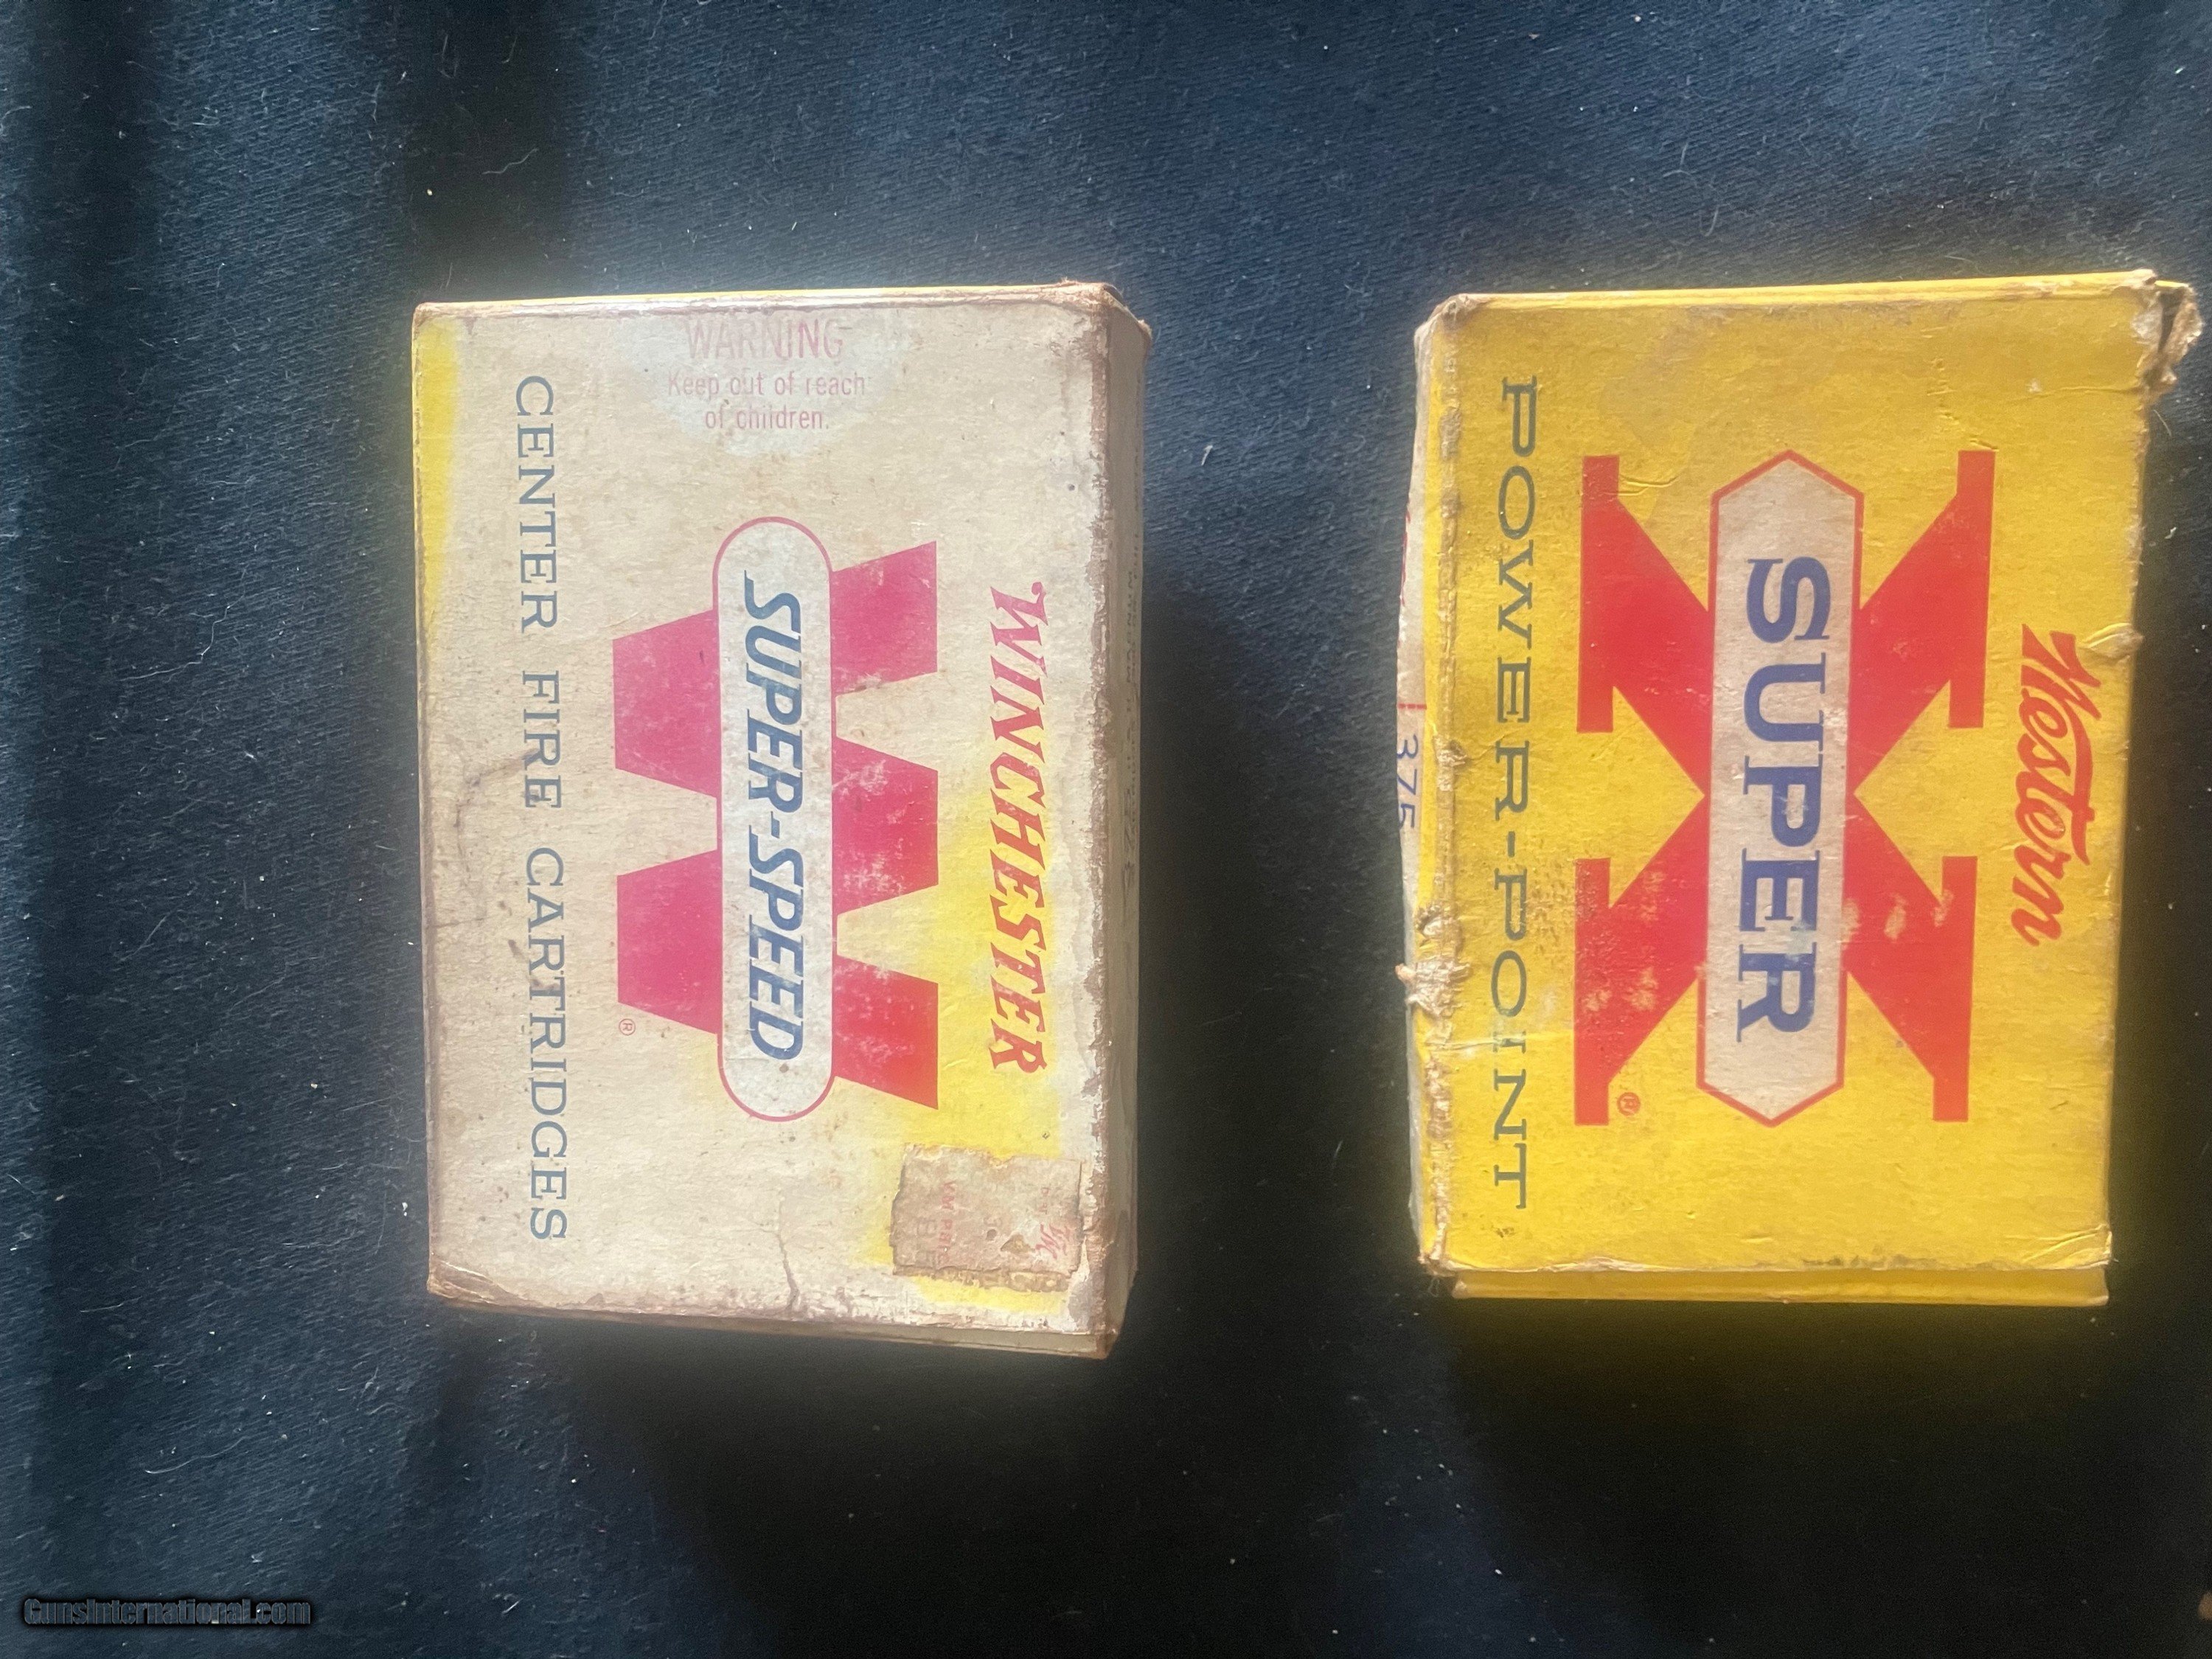 WARNING
Keep out of reach
of children.
WINCHESTER
SUPER-SPEED
®
CENTER FIRE CARTRIDGES
Western
SUPER
X
®
POWER-POINT
375
GunsInternational.com